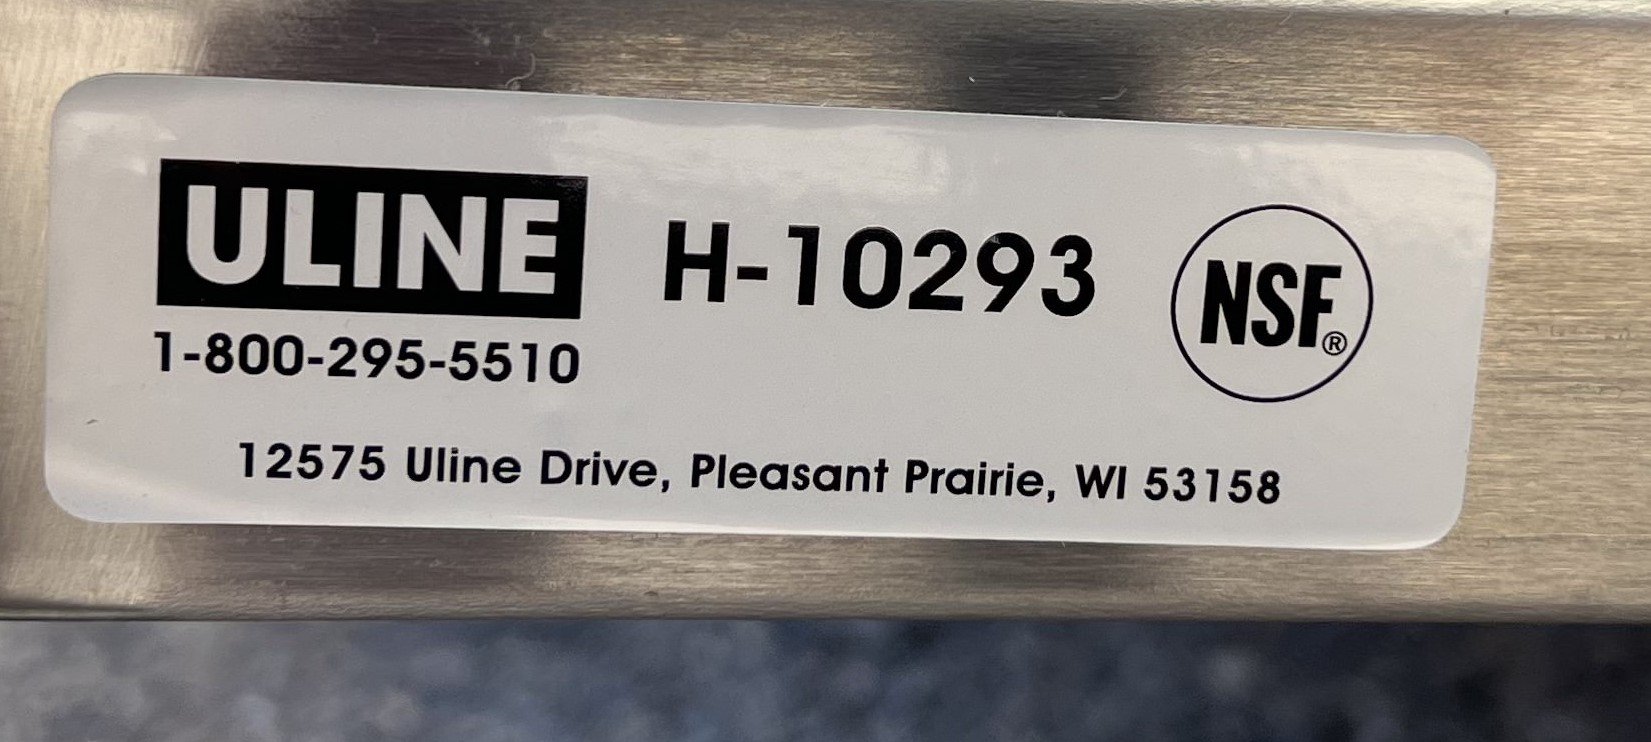 ULINE H-10293 NSF®
1-800-295-5510
12575 Uline Drive, Pleasant Prairie, WI 53158